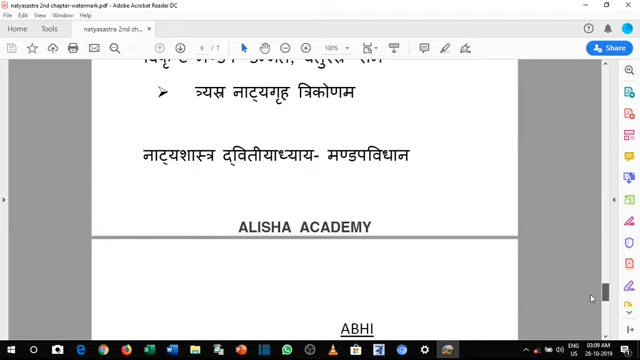 natyasastra 2nd chapter-watermark.pdf - Adobe Acrobat Reader DC
File Edit View Window Help
Home Tools natyasastra 2nd cha...
6 / 7 100% Share
➤ त्र्यस्र नाट्यगृह त्रिकोणम
नाट्यशास्त्र द्वितीयाध्याय- मण्डपविधान
ALISHA ACADEMY
ABHI
ENG 03:09 AM
US 28-10-2019